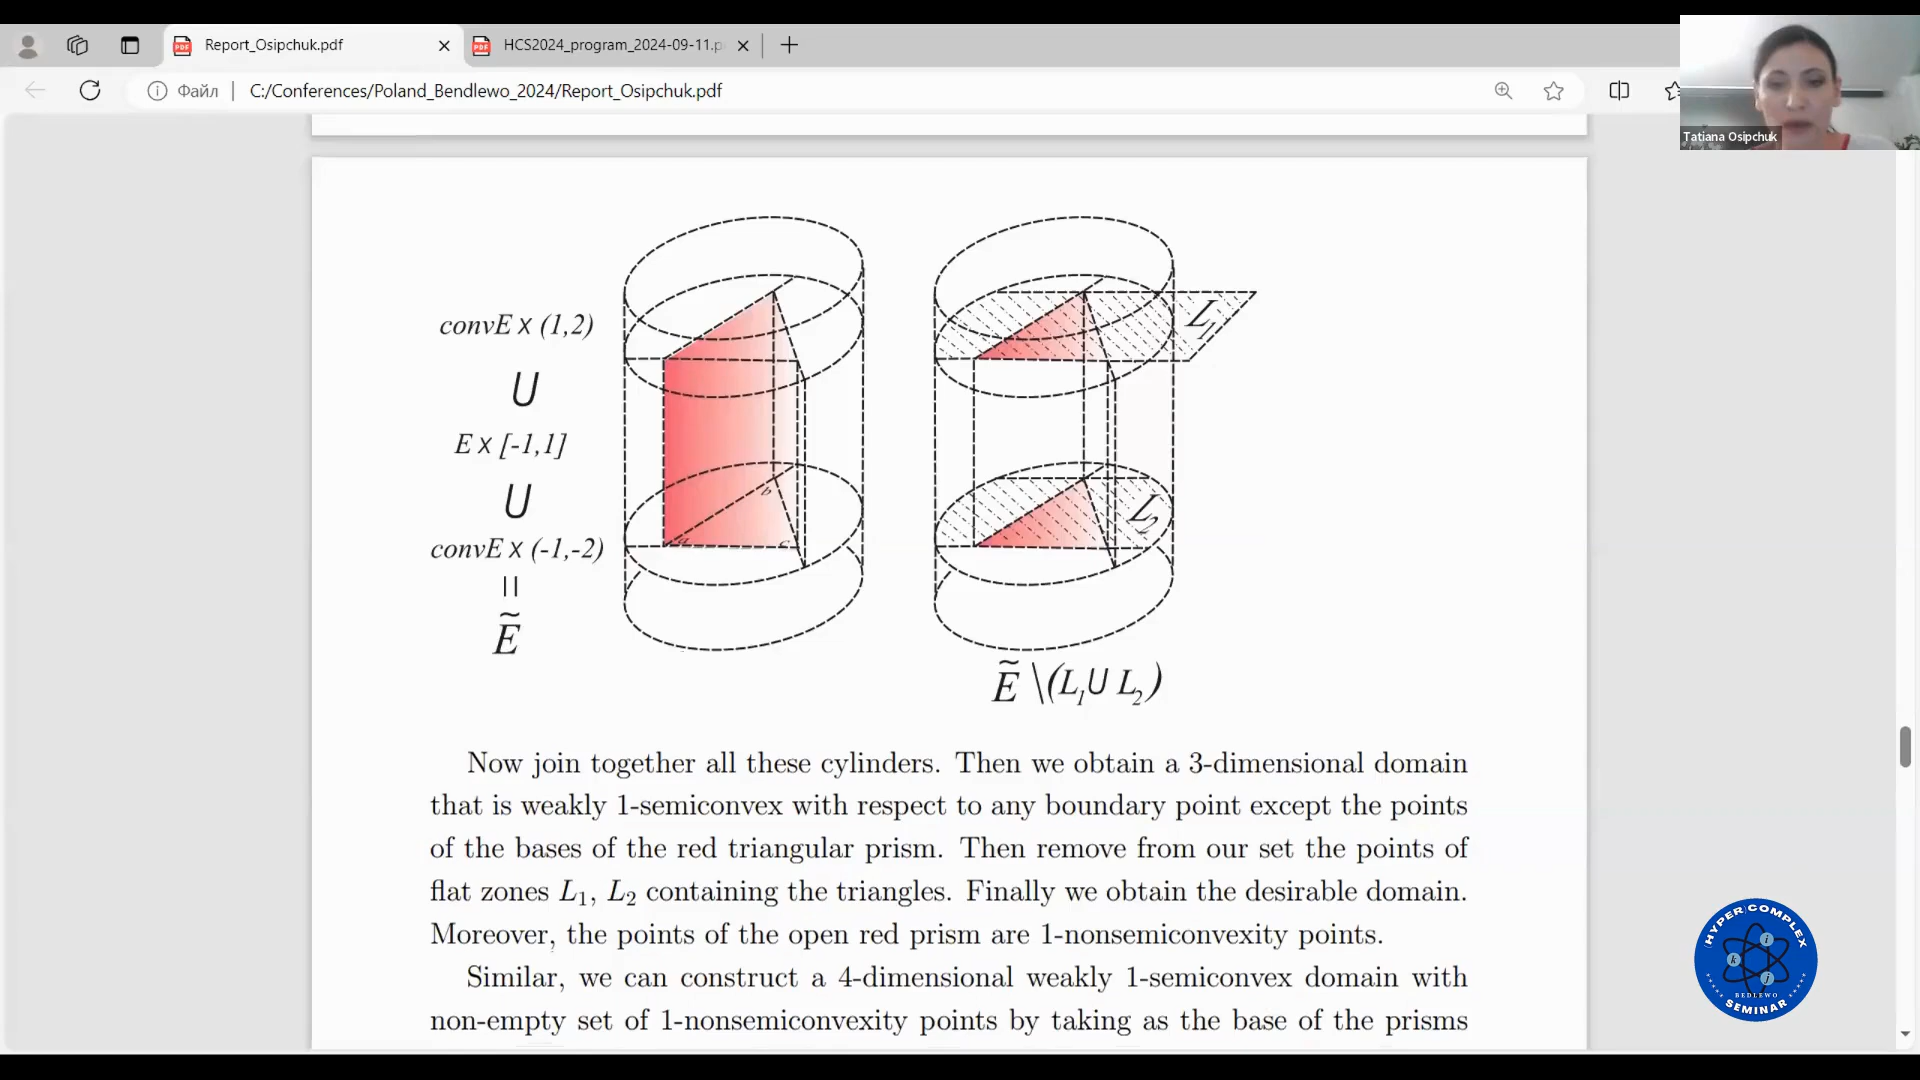 Report_Osipchuk.pdf
HCS2024_program_2024-09-11.p
Файл
C:/Conferences/Poland_Bendlewo_2024/Report_Osipchuk.pdf
Tatiana Osipchuk
convE x (1,2)
∪
E x [-1,1]
∪
convE x (-1,-2)
=
Ẽ
a
b
c
L₁
L₂
Ẽ \(L₁∪ L₂)
Now join together all these cylinders. Then we obtain a 3-dimensional domain
that is weakly 1-semiconvex with respect to any boundary point except the points
of the bases of the red triangular prism. Then remove from our set the points of
flat zones L₁, L₂ containing the triangles. Finally we obtain the desirable domain.
Moreover, the points of the open red prism are 1-nonsemiconvexity points.
Similar, we can construct a 4-dimensional weakly 1-semiconvex domain with
non-empty set of 1-nonsemiconvexity points by taking as the base of the prisms
HYPERCOMPLEX
i
k
j
BEDLEWO
SEMINAR